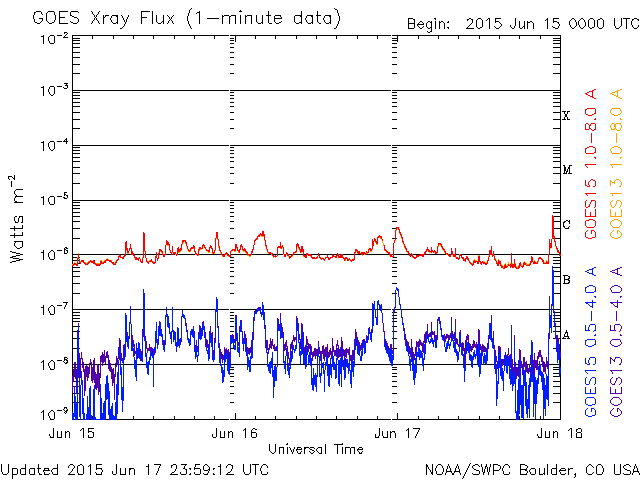 GOES Xray Flux (1-minute data)
Begin: 2015 Jun 15 0000 UTC
10⁻²
10⁻³
10⁻⁴
10⁻⁵
10⁻⁶
10⁻⁷
10⁻⁸
10⁻⁹
Watts m⁻²
X
M
C
B
A
GOES15 1.0-8.0 A
GOES13 1.0-8.0 A
GOES15 0.5-4.0 A
GOES13 0.5-4.0 A
Jun 15 Jun 16 Jun 17 Jun 18
Universal Time
Updated 2015 Jun 17 23:59:12 UTC
NOAA/SWPC Boulder, CO USA